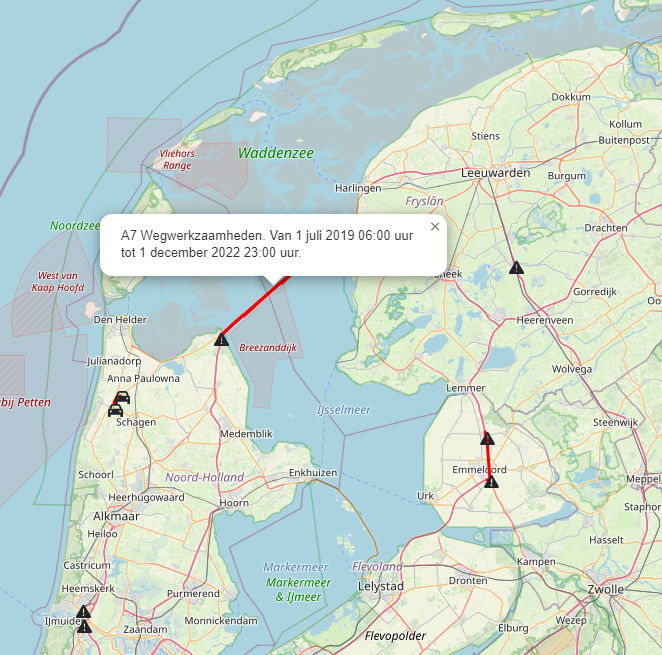 Dokkum
Kollum
Buitenpost
Stiens
Waddenzee
Vliehors
Range
Leeuwarden
Burgum
Harlingen
Fryslân
Noordzee
Drachten
×
A7 Wegwerkzaamheden. Van 1 juli 2019 06:00 uur
tot 1 december 2022 23:00 uur.
West van
Kaap Hoofd
neek
Gorredijk
Oo
Den Helder
Heerenveen
Breezanddijk
Julianadorp
Anna Paulowna
Wolvega
Lemmer
bij Petten
IJsselmeer
Schagen
Steenwijk
Medemblik
Emmeloord
Schoorl
Noord-Holland
Enkhuizen
Meppel
Heerhugowaard
Urk
Hoorn
Staphor
Alkmaar
Heiloo
Hasselt
Castricum
Markermeer
Flevoland
Kampen
Markermeer
& IJmeer
Lelystad
Dronten
Heemskerk
Zwolle
Purmerend
IJmuide
Monnickendam
Wezep
Zaandam
Elburg
Flevopolder